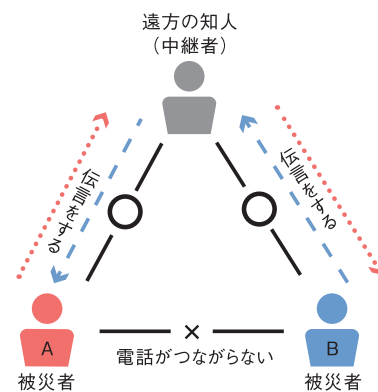 遠方の知人
（中継者）
伝言をする
伝言をする
A
B
×
電話がつながらない
被災者
被災者